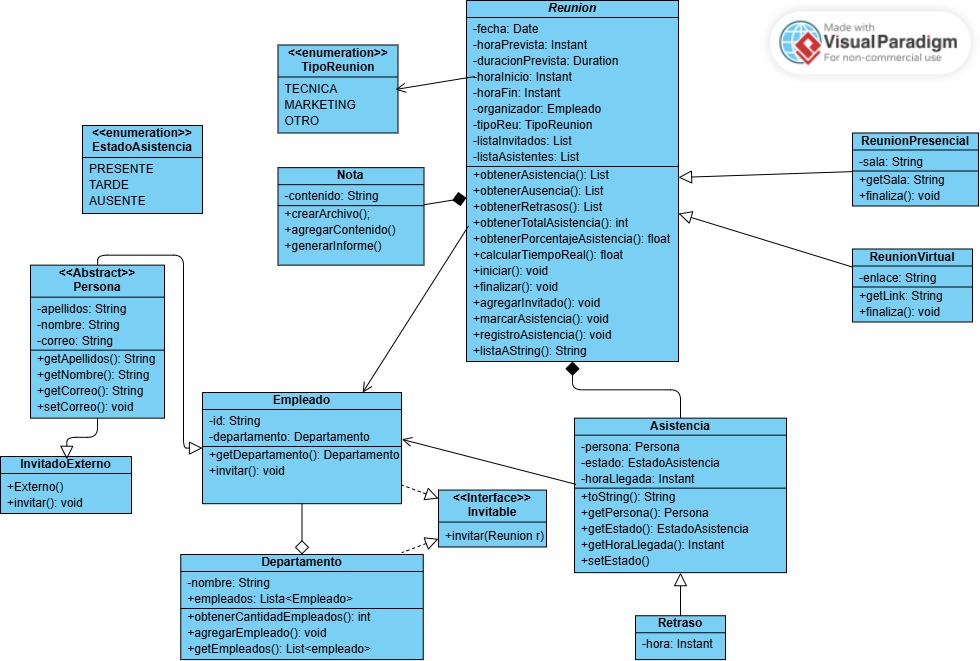 Reunion
-fecha: Date
-horaPrevista: Instant
-duracionPrevista: Duration
-horaInicio: Instant
-horaFin: Instant
-organizador: Empleado
-tipoReu: TipoReunion
-listaInvitados: List
-listaAsistentes: List
+obtenerAsistencia(): List
+obtenerAusencia(): List
+obtenerRetrasos(): List
+obtenerTotalAsistencia(): int
+obtenerPorcentajeAsistencia(): float
+calcularTiempoReal(): float
+iniciar(): void
+finalizar(): void
+agregarInvitado(): void
+marcarAsistencia(): void
+registroAsistencia(): void
+listaAString(): String
Made with
VisualParadigm
For non-commercial use
<<enumeration>>
TipoReunion
TECNICA
MARKETING
OTRO
<<enumeration>>
EstadoAsistencia
PRESENTE
TARDE
AUSENTE
Nota
-contenido: String
+crearArchivo();
+agregarContenido()
+generarInforme()
ReunionPresencial
-sala: String
+getSala: String
+finaliza(): void
ReunionVirtual
-enlace: String
+getLink: String
+finaliza(): void
<<Abstract>>
Persona
-apellidos: String
-nombre: String
-correo: String
+getApellidos(): String
+getNombre(): String
+getCorreo(): String
+setCorreo(): void
InvitadoExterno
+Externo()
+invitar(): void
Empleado
-id: String
-departamento: Departamento
+getDepartamento(): Departamento
+invitar(): void
<<Interface>>
Invitable
+invitar(Reunion r)
Asistencia
-persona: Persona
-estado: EstadoAsistencia
-horaLlegada: Instant
+toString(): String
+getPersona(): Persona
+getEstado(): EstadoAsistencia
+getHoraLlegada(): Instant
+setEstado()
Departamento
-nombre: String
+empleados: Lista<Empleado>
+obtenerCantidadEmpleados(): int
+agregarEmpleado(): void
+getEmpleados(): List<empleado>
Retraso
-hora: Instant